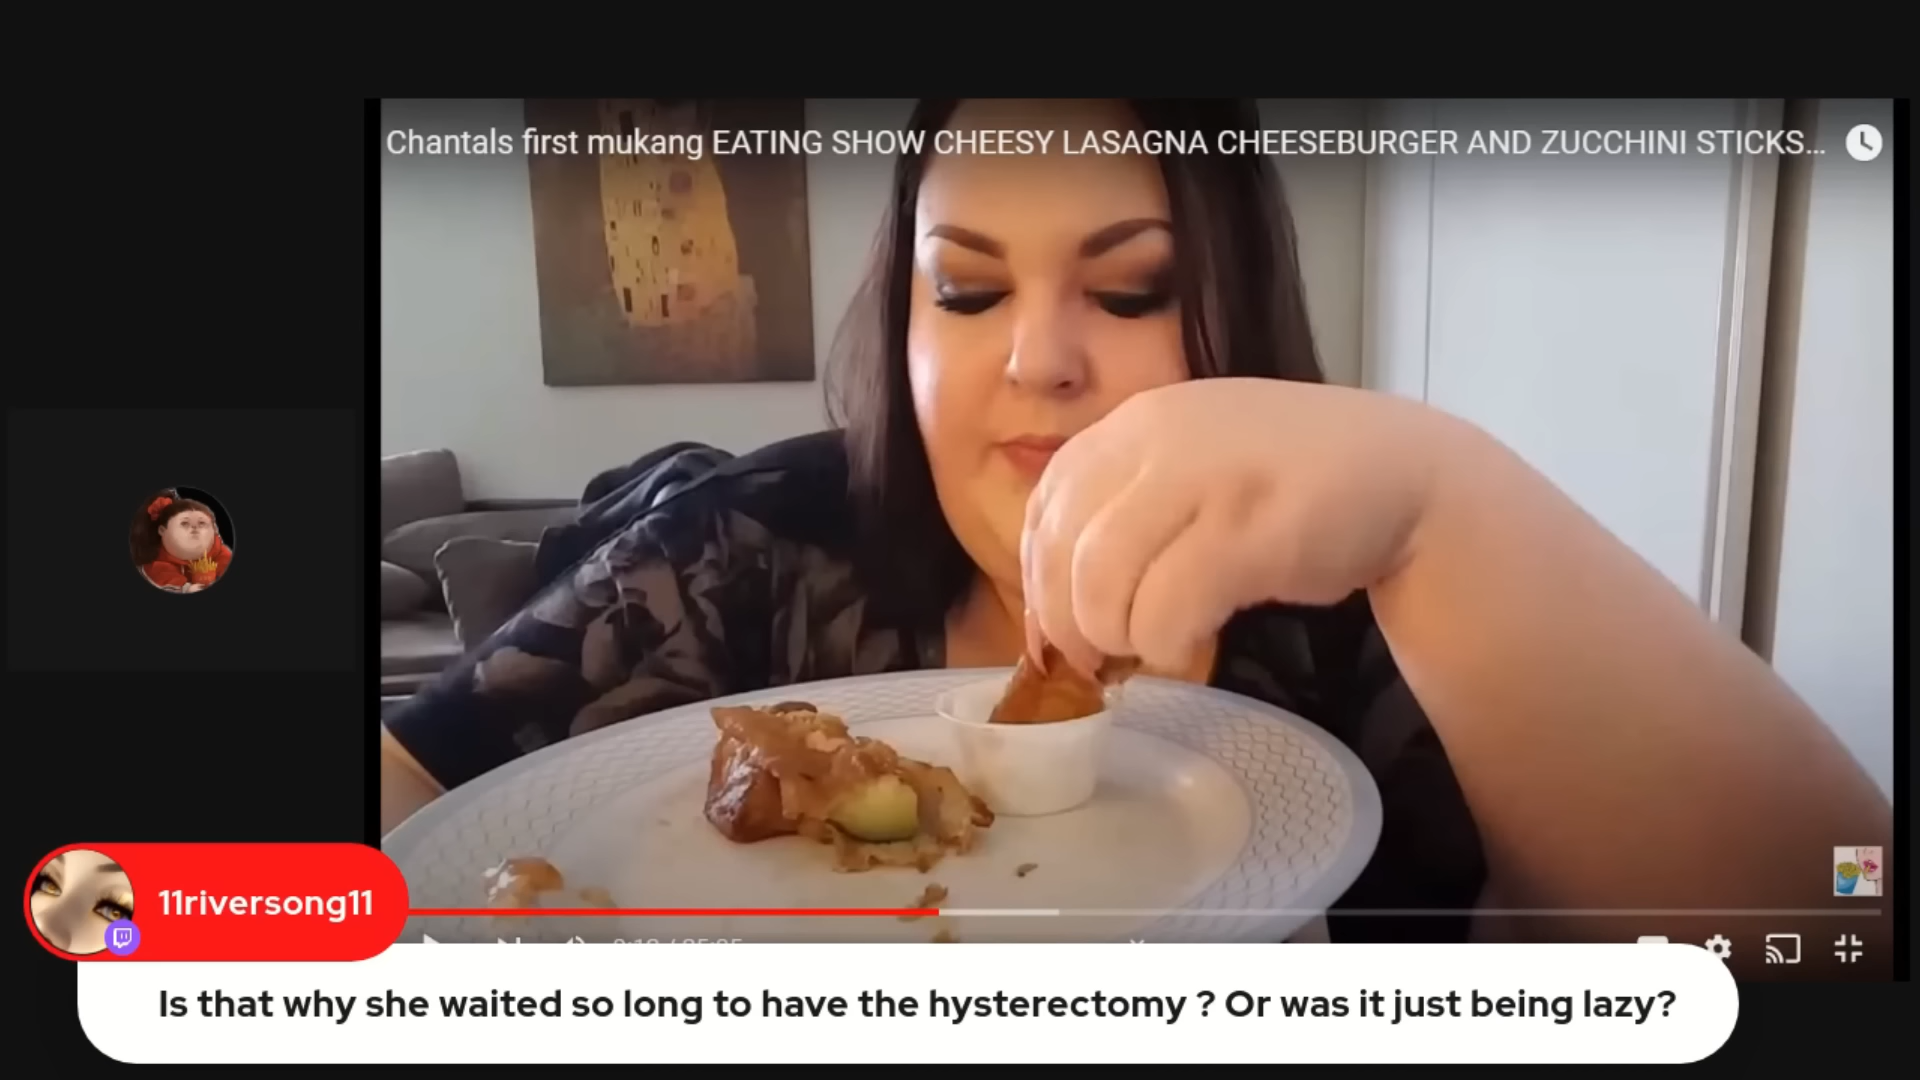 Chantals first mukang EATING SHOW CHEESY LASAGNA CHEESEBURGER AND ZUCCHINI STICKS...
11riversong11
Is that why she waited so long to have the hysterectomy ? Or was it just being lazy?